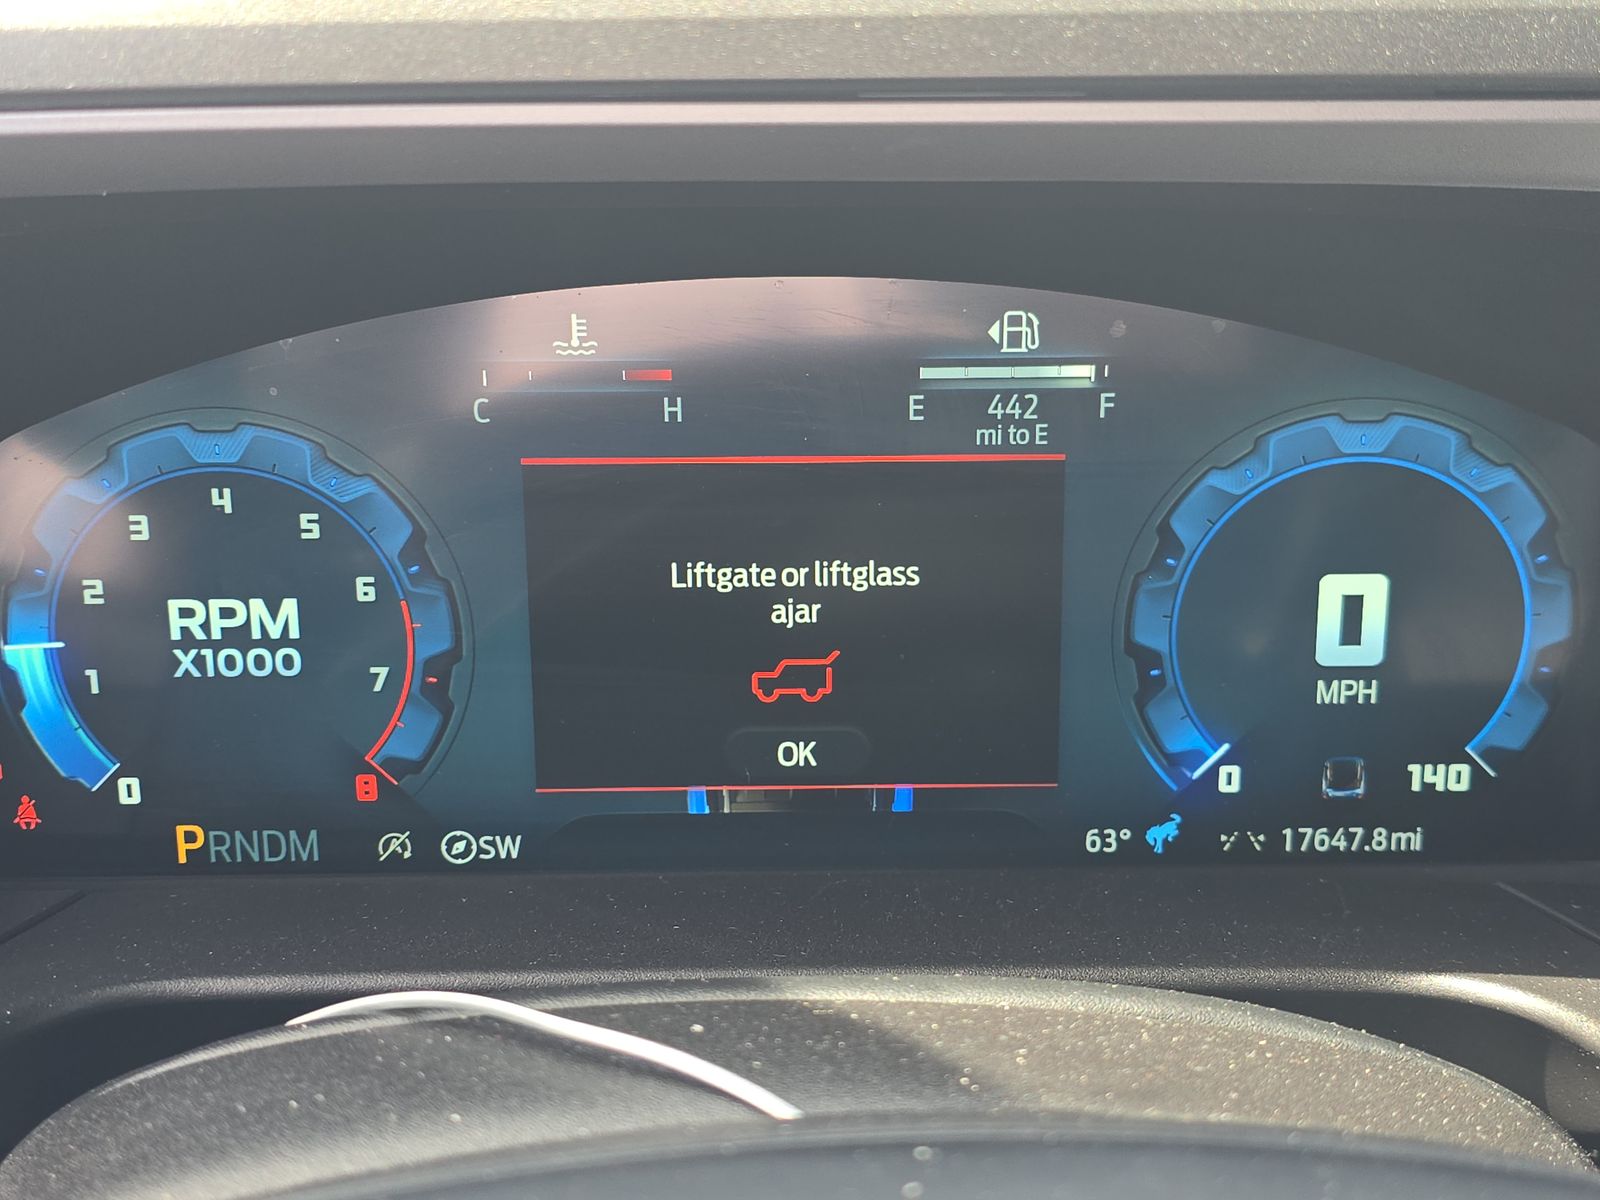 C H
E 442 F
mi to E
0 1 2 3 4 5 6 7 8
RPM
X1000
Liftgate or liftglass
ajar
OK
0
MPH
0 140
PRNDM
SW
63°
17647.8mi